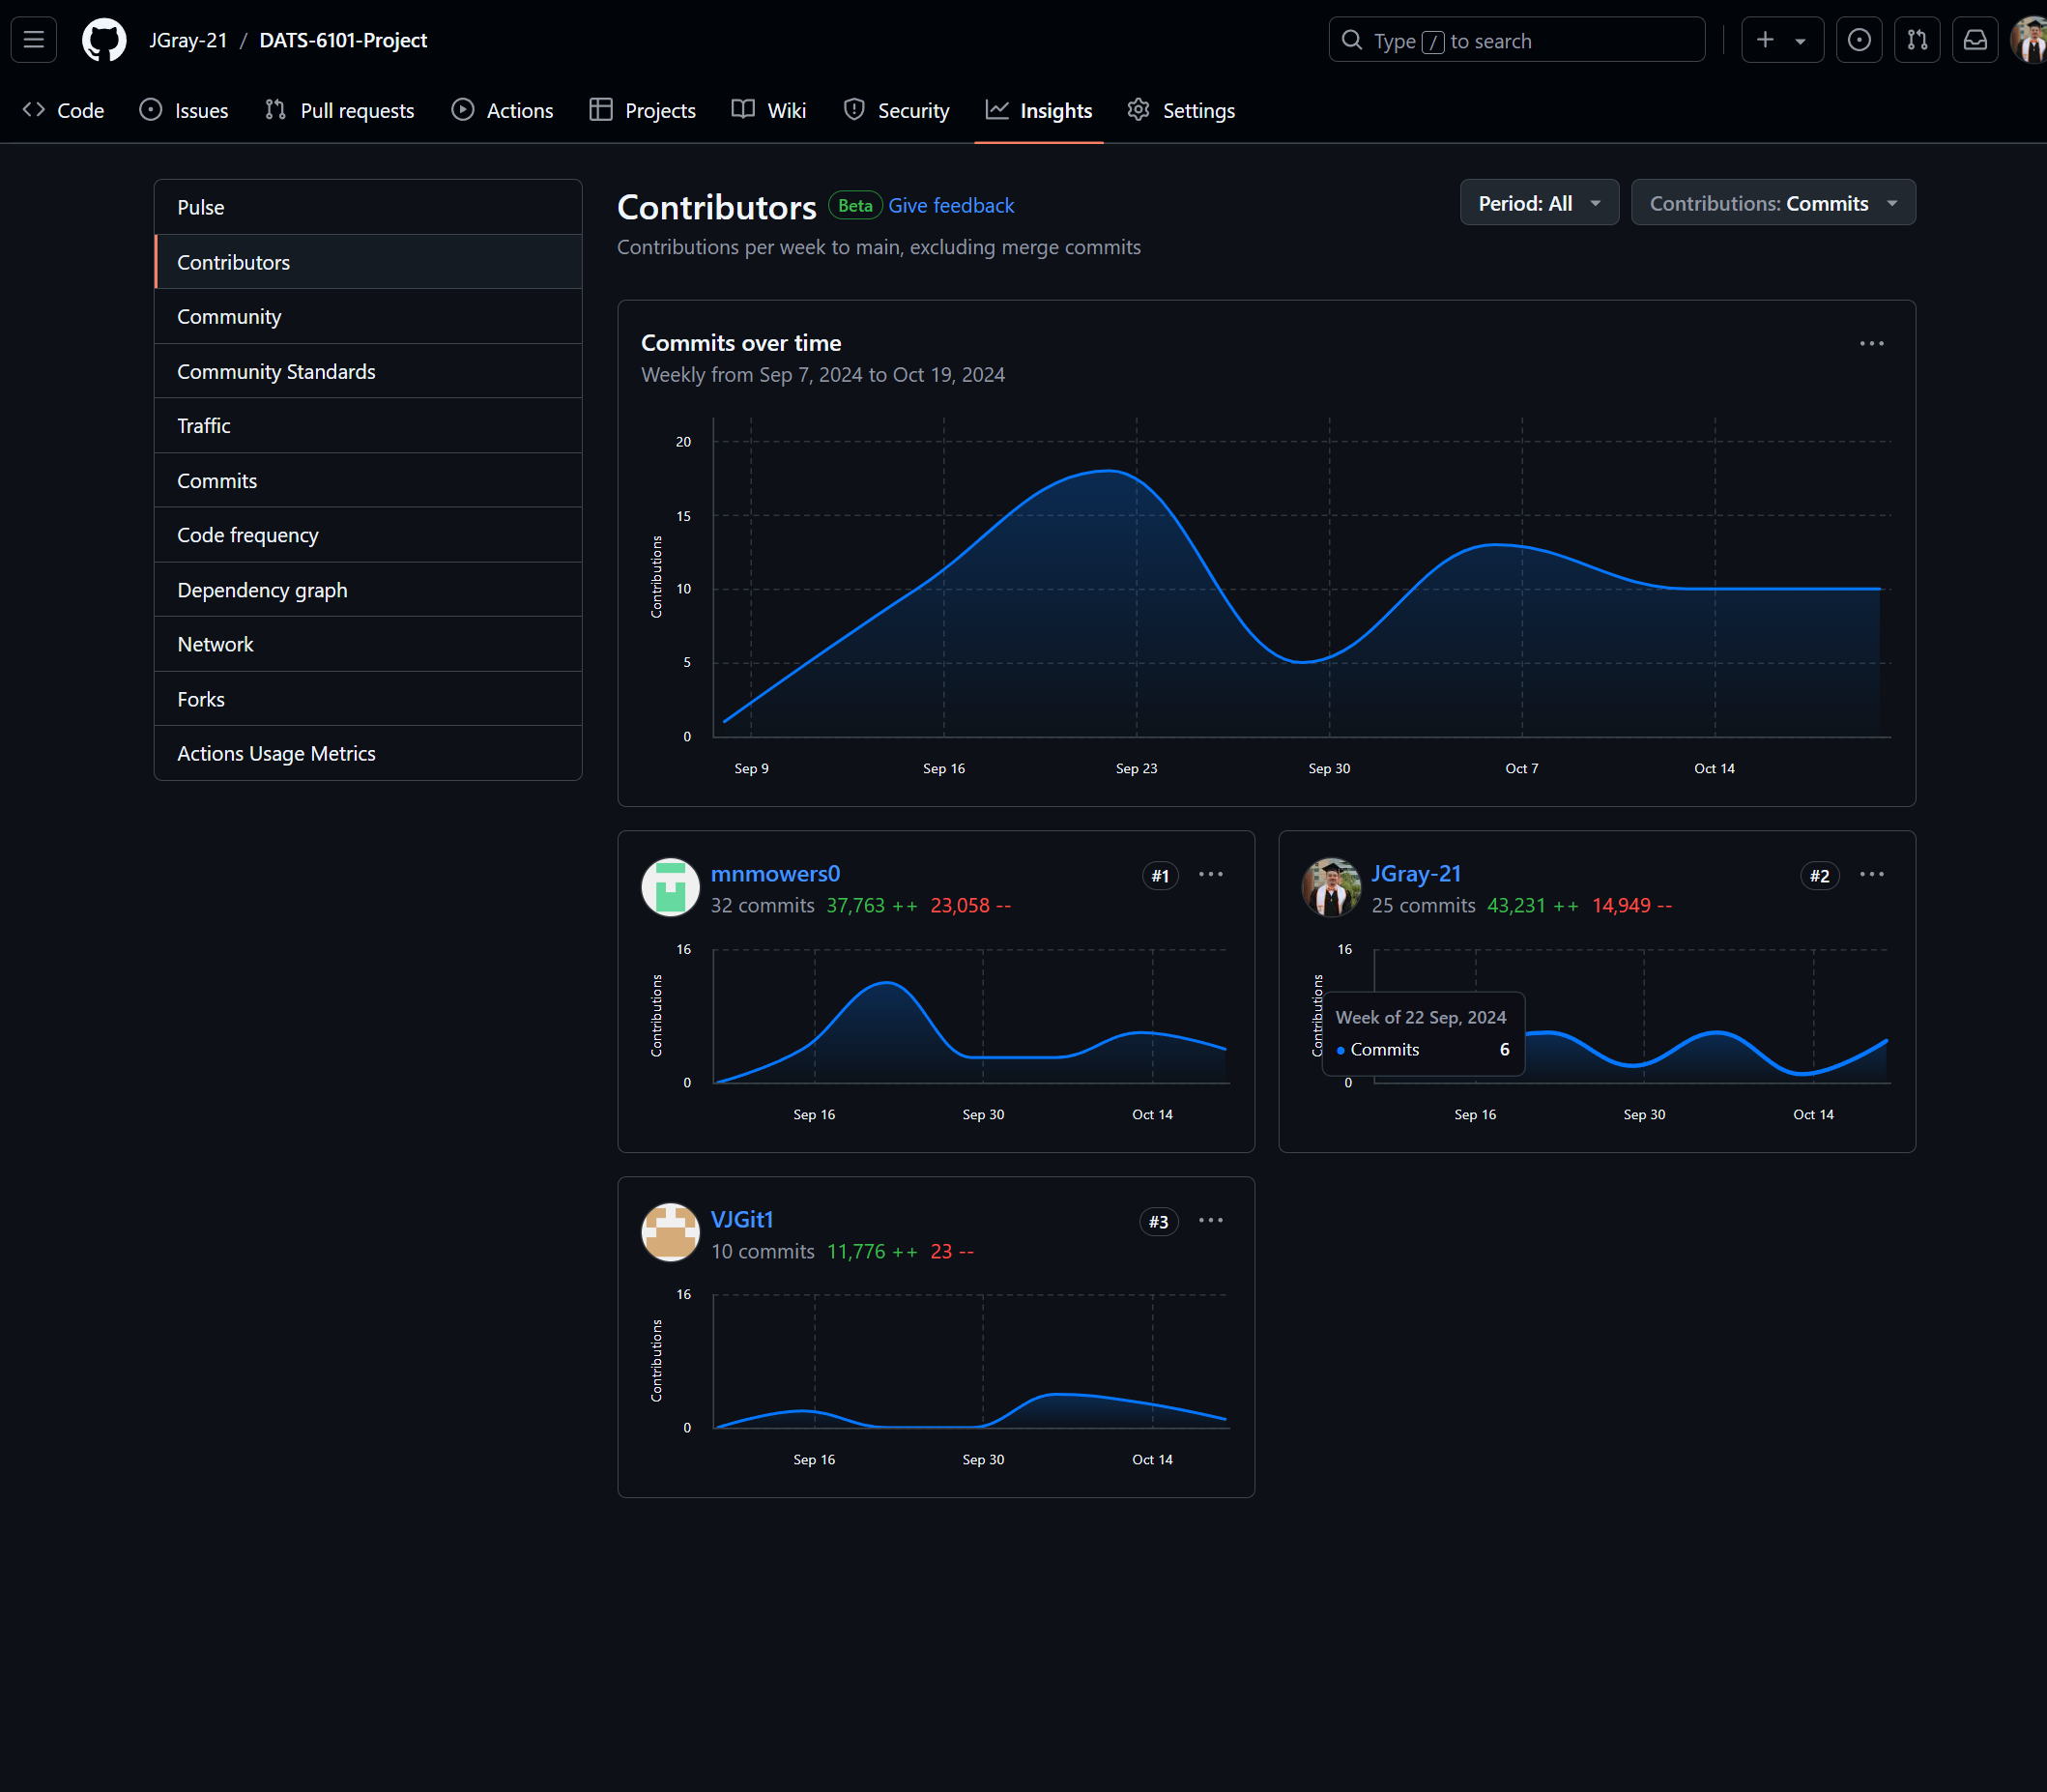 JGray-21 / DATS-6101-Project
Type / to search
Code Issues Pull requests Actions Projects Wiki Security Insights Settings
Pulse
Contributors
Community
Community Standards
Traffic
Commits
Code frequency
Dependency graph
Network
Forks
Actions Usage Metrics
Contributors Beta Give feedback
Period: All
Contributions: Commits
Contributions per week to main, excluding merge commits
Commits over time
Weekly from Sep 7, 2024 to Oct 19, 2024
Contributions
20
15
10
5
0
Sep 9 Sep 16 Sep 23 Sep 30 Oct 7 Oct 14
mnmowers0 #1
32 commits 37,763 ++ 23,058 --
Contributions
16
0
Sep 16 Sep 30 Oct 14
JGray-21 #2
25 commits 43,231 ++ 14,949 --
Contributions
16
Week of 22 Sep, 2024
Commits 6
0
Sep 16 Sep 30 Oct 14
VJGit1 #3
10 commits 11,776 ++ 23 --
Contributions
16
0
Sep 16 Sep 30 Oct 14